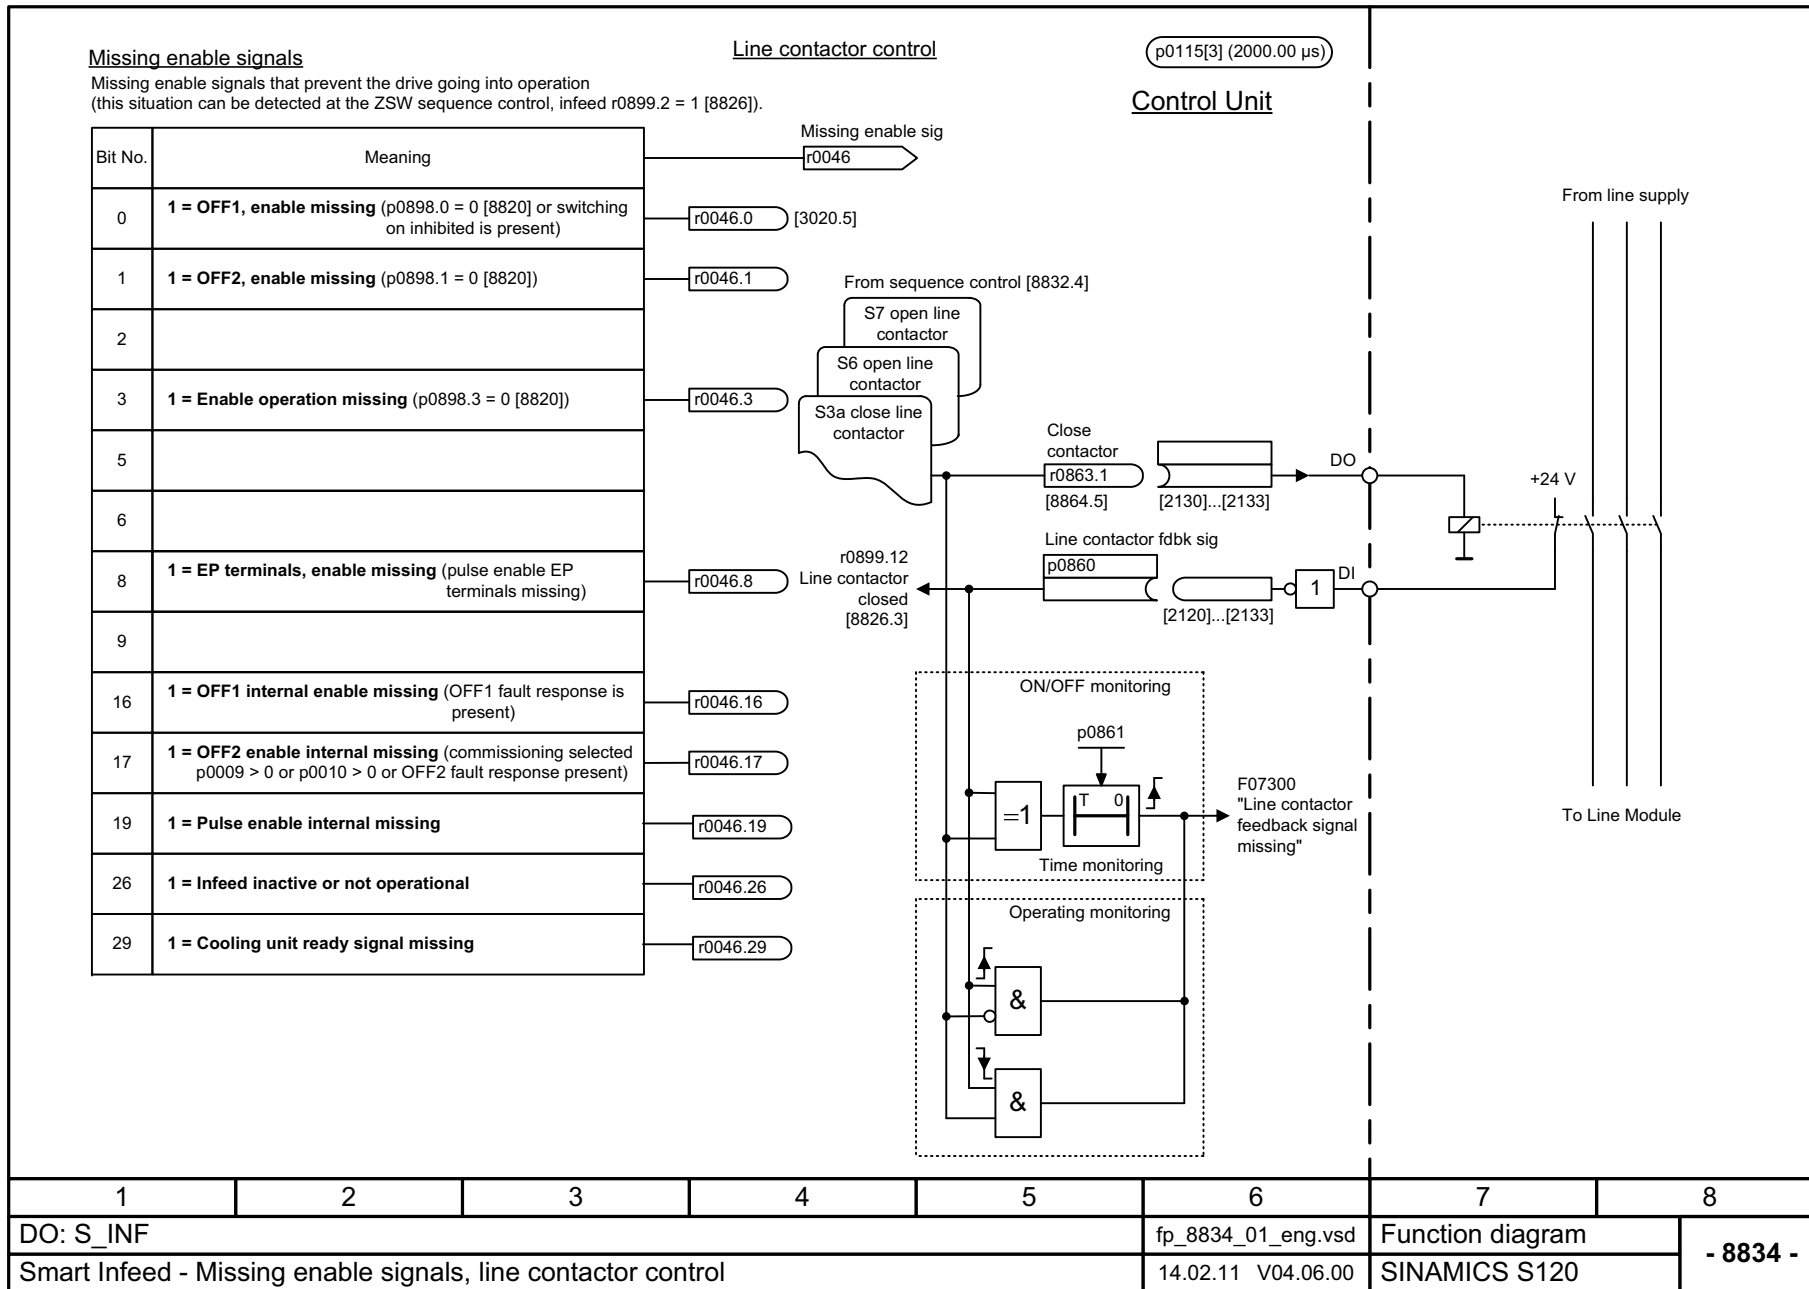 Missing enable signals
Missing enable signals that prevent the drive going into operation
(this situation can be detected at the ZSW sequence control, infeed r0899.2 = 1 [8826]).
Line contactor control
p0115[3] (2000.00 µs)
Control Unit
Bit No.
Meaning
Missing enable sig
r0046
0
1 = OFF1, enable missing (p0898.0 = 0 [8820] or switching
on inhibited is present)
r0046.0
[3020.5]
1
1 = OFF2, enable missing (p0898.1 = 0 [8820])
r0046.1
2
3
1 = Enable operation missing (p0898.3 = 0 [8820])
r0046.3
5
6
8
1 = EP terminals, enable missing (pulse enable EP
terminals missing)
r0046.8
9
16
1 = OFF1 internal enable missing (OFF1 fault response is
present)
r0046.16
17
1 = OFF2 enable internal missing (commissioning selected
p0009 > 0 or p0010 > 0 or OFF2 fault response present)
r0046.17
19
1 = Pulse enable internal missing
r0046.19
26
1 = Infeed inactive or not operational
r0046.26
29
1 = Cooling unit ready signal missing
r0046.29
From sequence control [8832.4]
S7 open line
contactor
S6 open line
contactor
S3a close line
contactor
Close
contactor
r0863.1
[8864.5]
[2130]...[2133]
DO
r0899.12
Line contactor
closed
[8826.3]
Line contactor fdbk sig
p0860
[2120]...[2133]
1
DI
+24 V
From line supply
To Line Module
ON/OFF monitoring
p0861
=1
T 0
Time monitoring
F07300
"Line contactor
feedback signal
missing"
Operating monitoring
&
&
1 2 3 4 5 6 7 8
DO: S_INF
fp_8834_01_eng.vsd
Function diagram
- 8834 -
Smart Infeed - Missing enable signals, line contactor control
14.02.11 V04.06.00
SINAMICS S120